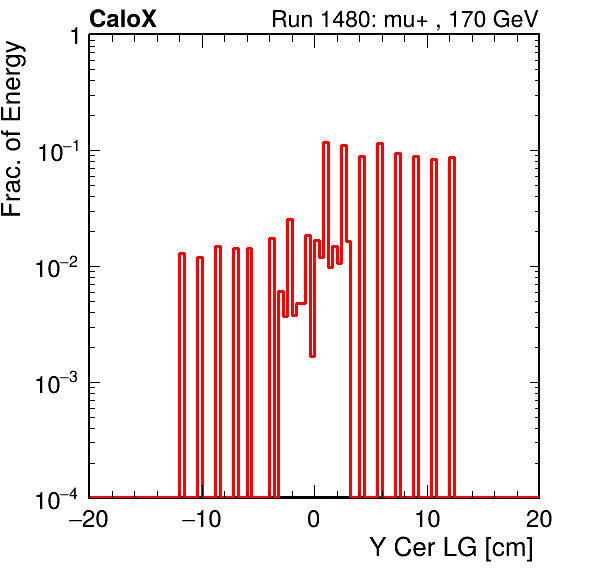 CaloX Run 1480: mu+ , 170 GeV
Frac. of Energy
1
10⁻¹
10⁻²
10⁻³
10⁻⁴
−20 −10 0 10 20
Y Cer LG [cm]